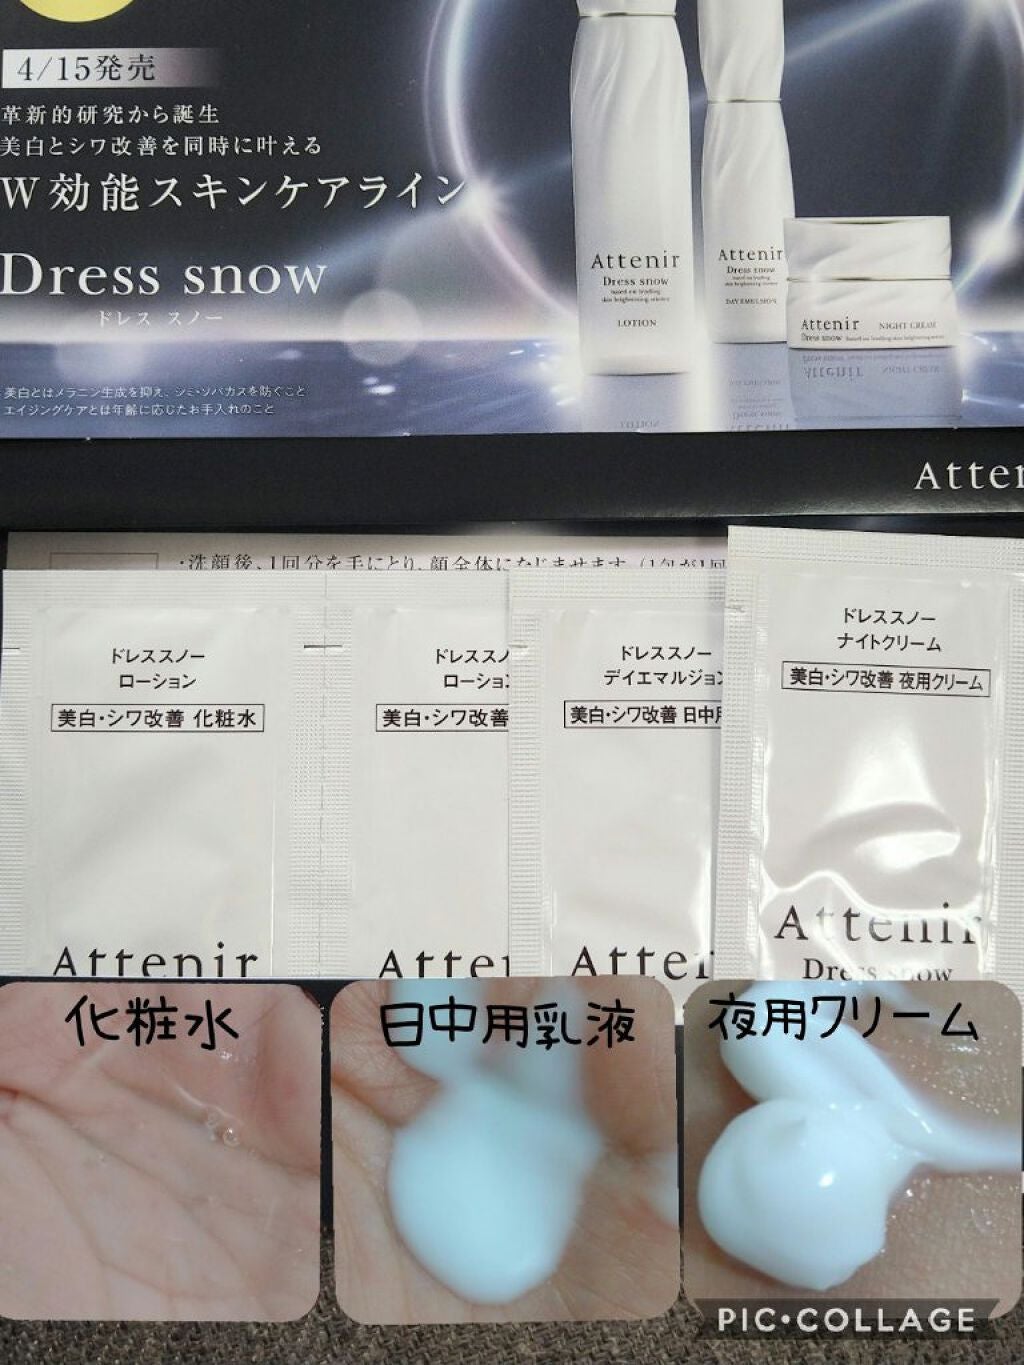 4/15発売
革新的研究から誕生
美白とシワ改善を同時に叶える
W効能スキンケアライン
Dress snow
ドレス スノー
美白とはメラニン生成を抑え、シミ・ソバカスを防ぐこと
エイジングケアとは年齢に応じたお手入れのこと
Attenir
Dress snow
LOTION
Attenir
Dress snow
DAY EMULSION
Attenir NIGHT CREAM
Dress snow
Atten
・洗顔後、1回分を手にとり、顔全体になじませます。(1包が1回
ドレススノー
ローション
美白・シワ改善 化粧水
Attenir
ドレススノ
ローショ
美白・シワ改善
Atte
ドレススノー
デイエマルジョン
美白・シワ改善 日中用
Atten
ドレススノー
ナイトクリーム
美白・シワ改善 夜用クリーム
Attenir
Dress snow
化粧水
日中用乳液
夜用クリーム
PIC•COLLAGE